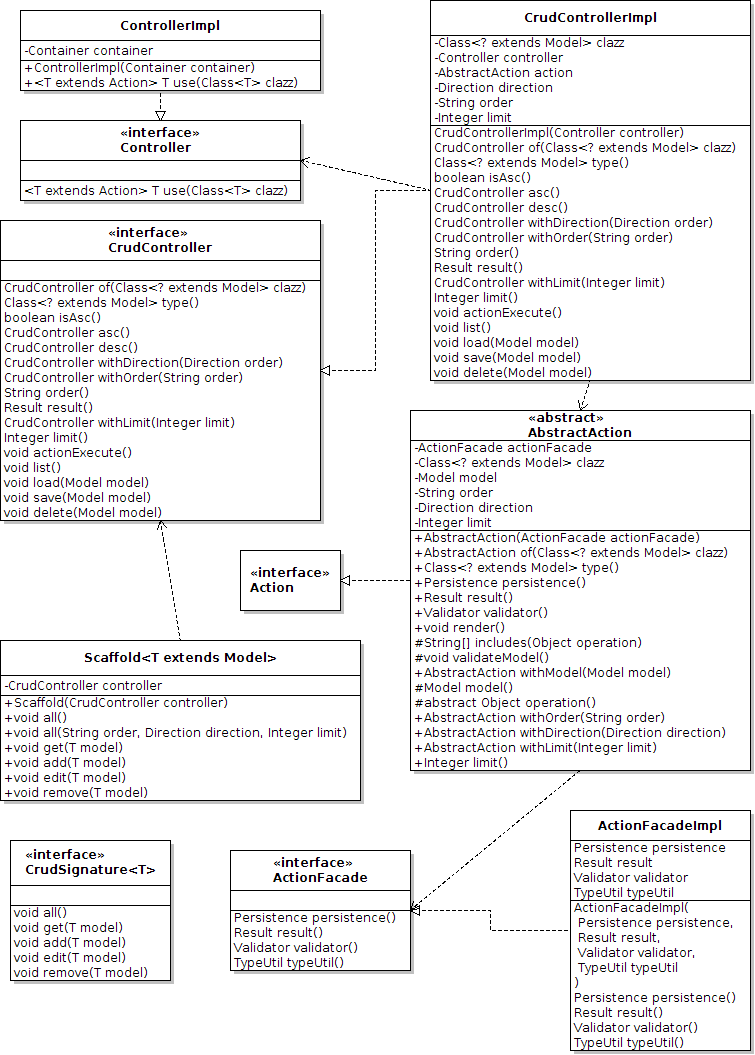 ControllerImpl
-Container container
+ControllerImpl(Container container)
+<T extends Action> T use(Class<T> clazz)
«interface»
Controller
<T extends Action> T use(Class<T> clazz)
CrudControllerImpl
-Class<? extends Model> clazz
-Controller controller
-AbstractAction action
-Direction direction
-String order
-Integer limit
CrudControllerImpl(Controller controller)
CrudController of(Class<? extends Model> clazz)
Class<? extends Model> type()
boolean isAsc()
CrudController asc()
CrudController desc()
CrudController withDirection(Direction order)
CrudController withOrder(String order)
String order()
Result result()
CrudController withLimit(Integer limit)
Integer limit()
void actionExecute()
void list()
void load(Model model)
void save(Model model)
void delete(Model model)
«interface»
CrudController
CrudController of(Class<? extends Model> clazz)
Class<? extends Model> type()
boolean isAsc()
CrudController asc()
CrudController desc()
CrudController withDirection(Direction order)
CrudController withOrder(String order)
String order()
Result result()
CrudController withLimit(Integer limit)
Integer limit()
void actionExecute()
void list()
void load(Model model)
void save(Model model)
void delete(Model model)
«abstract»
AbstractAction
-ActionFacade actionFacade
-Class<? extends Model> clazz
-Model model
-String order
-Direction direction
-Integer limit
+AbstractAction(ActionFacade actionFacade)
+AbstractAction of(Class<? extends Model> clazz)
+Class<? extends Model> type()
+Persistence persistence()
+Result result()
+Validator validator()
+void render()
#String[] includes(Object operation)
#void validateModel()
+AbstractAction withModel(Model model)
#Model model()
#abstract Object operation()
+AbstractAction withOrder(String order)
+AbstractAction withDirection(Direction direction)
+AbstractAction withLimit(Integer limit)
+Integer limit()
«interface»
Action
Scaffold<T extends Model>
-CrudController controller
+Scaffold(CrudController controller)
+void all()
+void all(String order, Direction direction, Integer limit)
+void get(T model)
+void add(T model)
+void edit(T model)
+void remove(T model)
«interface»
CrudSignature<T>
void all()
void get(T model)
void add(T model)
void edit(T model)
void remove(T model)
«interface»
ActionFacade
Persistence persistence()
Result result()
Validator validator()
TypeUtil typeUtil()
ActionFacadeImpl
Persistence persistence
Result result
Validator validator
TypeUtil typeUtil
ActionFacadeImpl(
Persistence persistence,
Result result,
Validator validator,
TypeUtil typeUtil
)
Persistence persistence()
Result result()
Validator validator()
TypeUtil typeUtil()